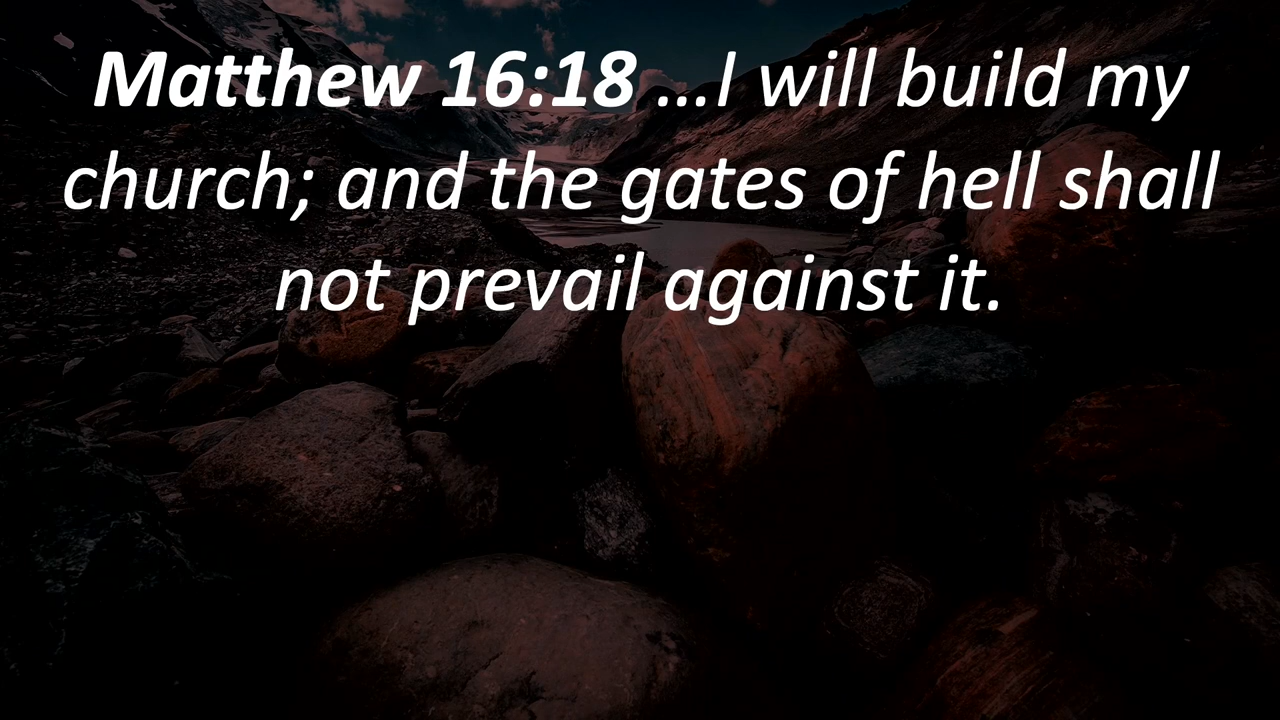 Matthew 16:18 ...I will build my
church; and the gates of hell shall
not prevail against it.